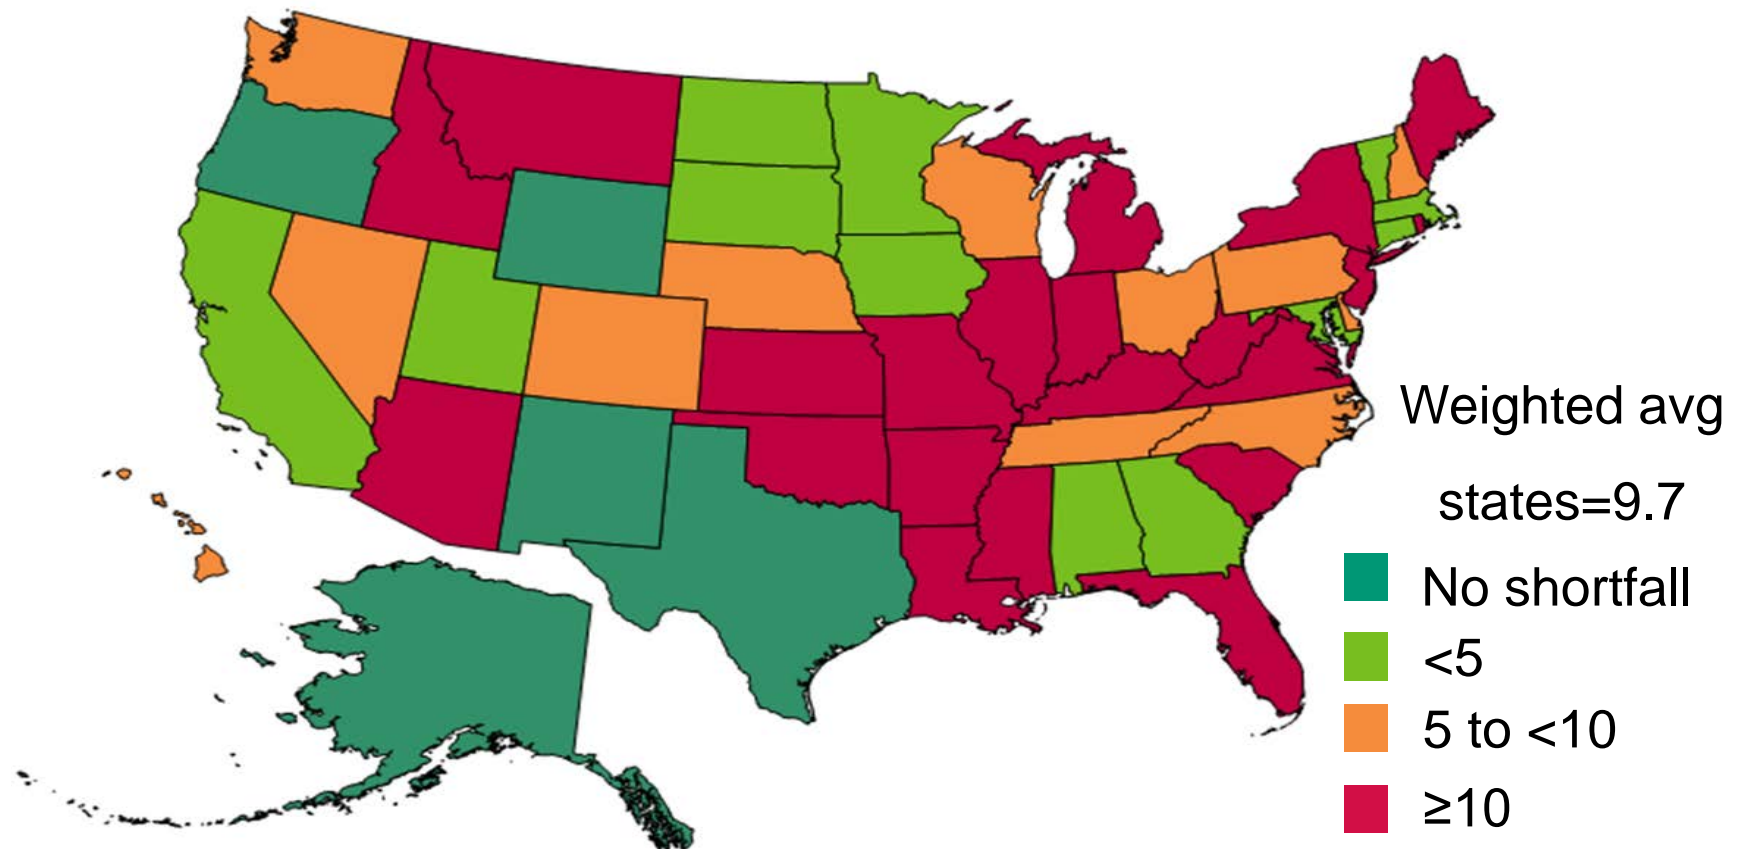 Weighted avg
states=9.7
No shortfall
<5
5 to <10
≥10